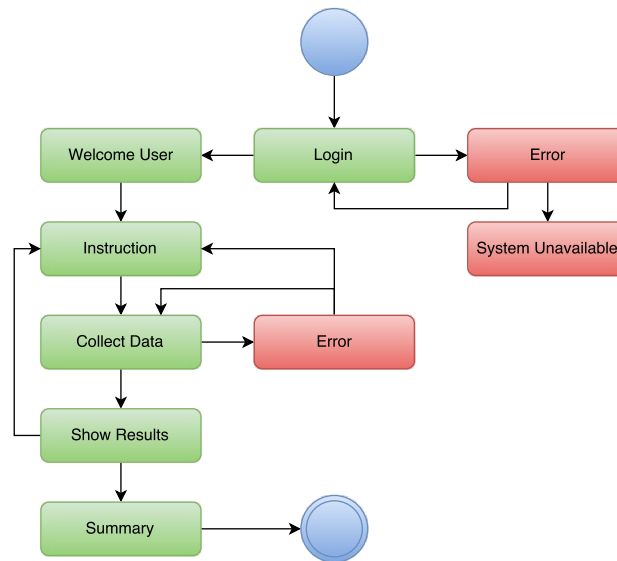 Welcome User
Login
Error
Instruction
System Unavailable
Collect Data
Error
Show Results
Summary